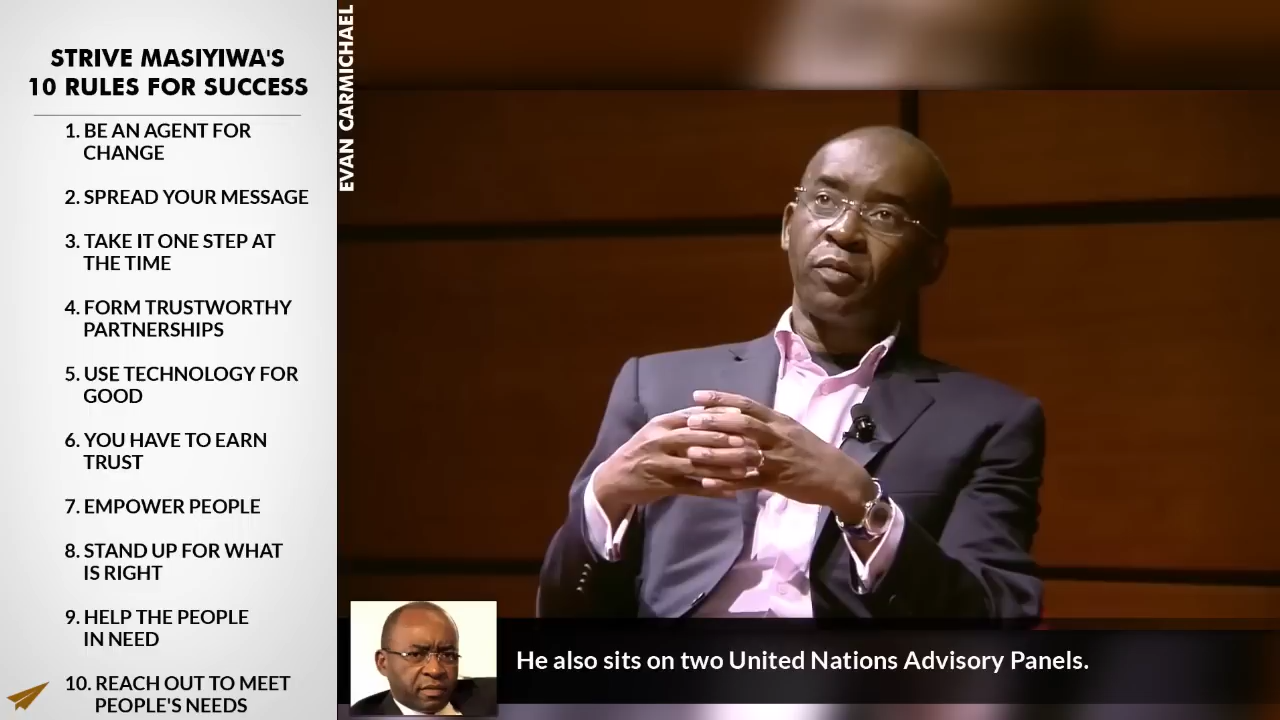 STRIVE MASIYIWA'S
10 RULES FOR SUCCESS
1. BE AN AGENT FOR
CHANGE
2. SPREAD YOUR MESSAGE
3. TAKE IT ONE STEP AT
THE TIME
4. FORM TRUSTWORTHY
PARTNERSHIPS
5. USE TECHNOLOGY FOR
GOOD
6. YOU HAVE TO EARN
TRUST
7. EMPOWER PEOPLE
8. STAND UP FOR WHAT
IS RIGHT
9. HELP THE PEOPLE
IN NEED
10. REACH OUT TO MEET
PEOPLE'S NEEDS
EVAN CARMICHAEL
He also sits on two United Nations Advisory Panels.